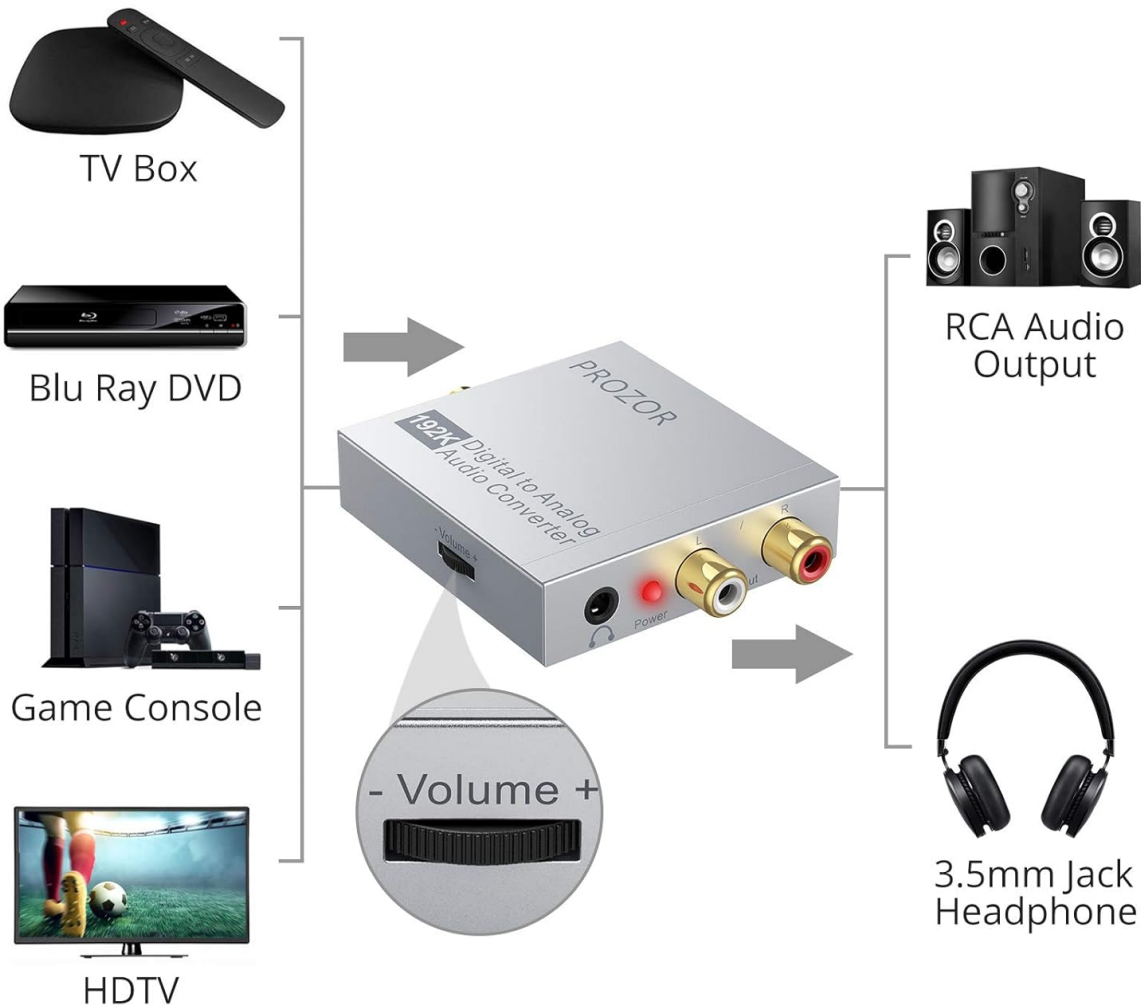 TV Box
Blu Ray DVD
Game Console
HDTV
PROZOR
192K Digital to Analog
Audio Converter
- Volume +
L / R
Power
- Volume +
RCA Audio
Output
3.5mm Jack
Headphone